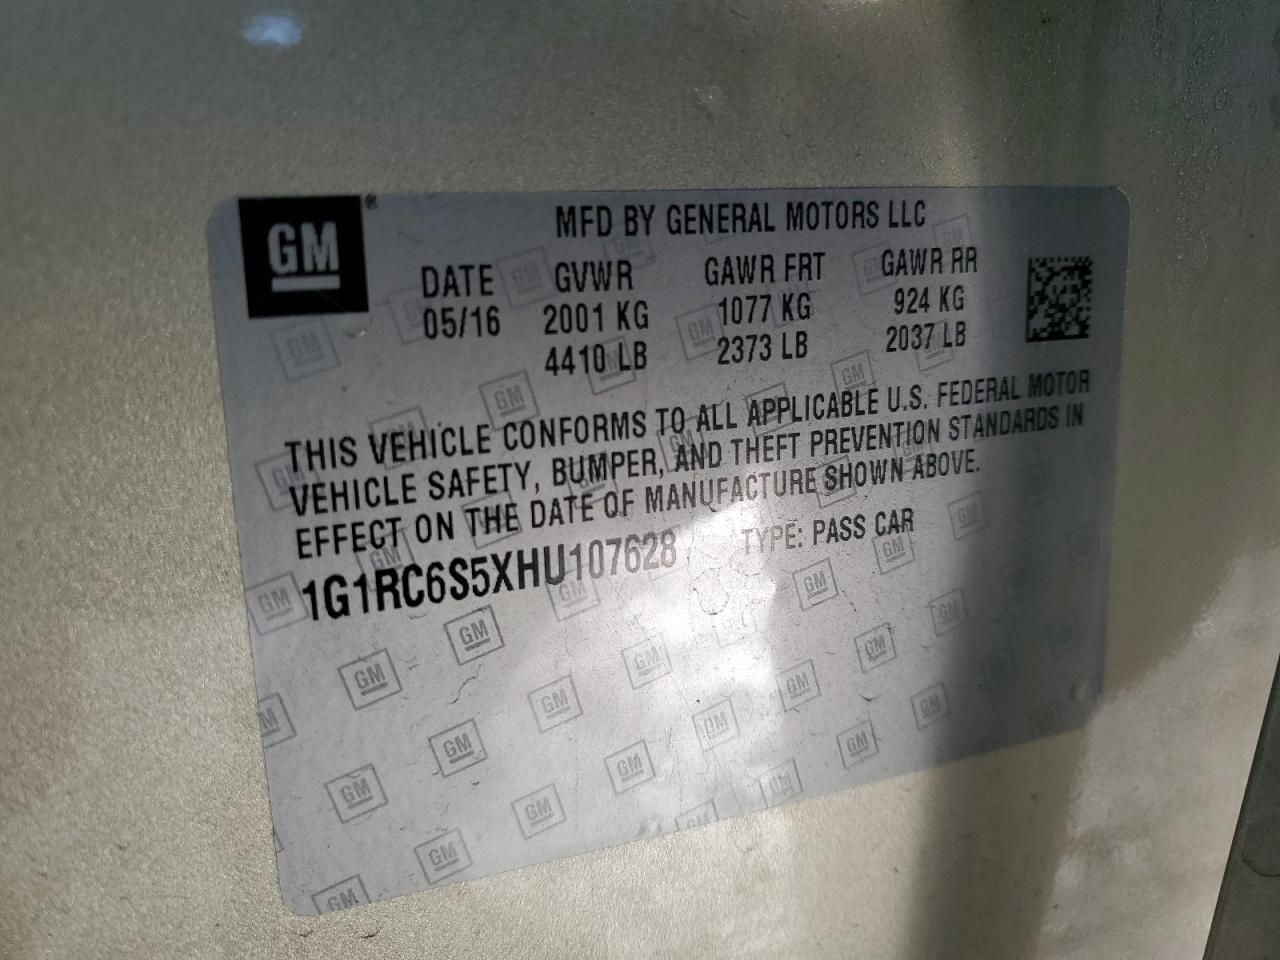 GM®
MFD BY GENERAL MOTORS LLC
DATE GVWR GAWR FRT GAWR RR
05/16 2001 KG 1077 KG 924 KG
4410 LB 2373 LB 2037 LB
THIS VEHICLE CONFORMS TO ALL APPLICABLE U.S. FEDERAL MOTOR
VEHICLE SAFETY, BUMPER, AND THEFT PREVENTION STANDARDS IN
EFFECT ON THE DATE OF MANUFACTURE SHOWN ABOVE.
1G1RC6S5XHU107628 TYPE: PASS CAR